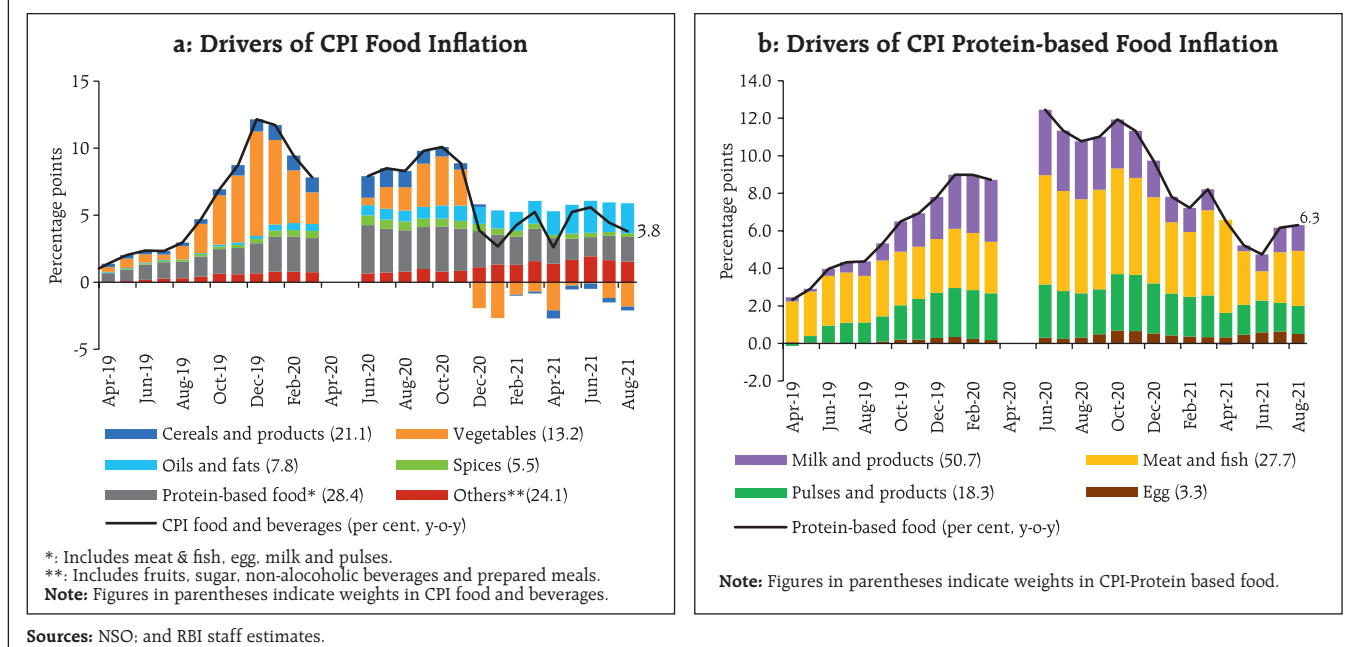 a: Drivers of CPI Food Inflation
15
10
5
0
-5
Percentage points
3.8
Apr-19
Jun-19
Aug-19
Oct-19
Dec-19
Feb-20
Apr-20
Jun-20
Aug-20
Oct-20
Dec-20
Feb-21
Apr-21
Jun-21
Aug-21
Cereals and products (21.1)
Vegetables (13.2)
Oils and fats (7.8)
Spices (5.5)
Protein-based food* (28.4)
Others**(24.1)
CPI food and beverages (per cent, y-o-y)
*: Includes meat & fish, egg, milk and pulses.
**: Includes fruits, sugar, non-alocoholic beverages and prepared meals.
Note: Figures in parentheses indicate weights in CPI food and beverages.
b: Drivers of CPI Protein-based Food Inflation
14.0
12.0
10.0
8.0
6.0
4.0
2.0
0.0
-2.0
Percentage points
6.3
Apr-19
Jun-19
Aug-19
Oct-19
Dec-19
Feb-20
Apr-20
Jun-20
Aug-20
Oct-20
Dec-20
Feb-21
Apr-21
Jun-21
Aug-21
Milk and products (50.7)
Meat and fish (27.7)
Pulses and products (18.3)
Egg (3.3)
Protein-based food (per cent, y-o-y)
Note: Figures in parentheses indicate weights in CPI-Protein based food.
Sources: NSO; and RBI staff estimates.